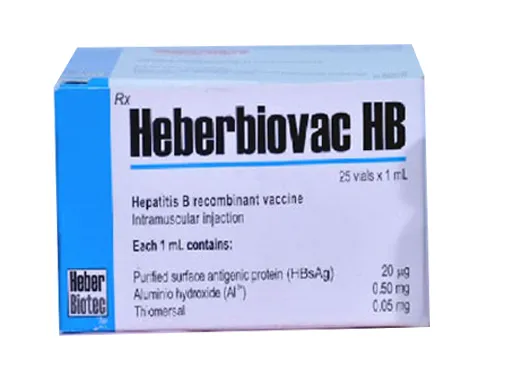 Rx
Heberbiovac HB
25 vials x 1 mL
Hepatitis B recombinant vaccine
Intramuscular injection
Each 1 mL contains:
Purified surface antigenic protein (HBsAg) 20 µg
Aluminio hydroxide (Al³⁺) 0,50 mg
Thiomersal 0,05 mg
Heber
Biotec